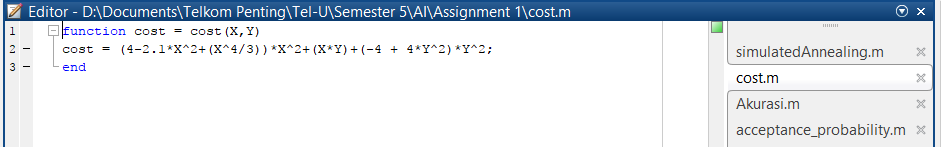 Editor - D:\Documents\Telkom Penting\Tel-U\Semester 5\AI\Assignment 1\cost.m
1 function cost = cost(X,Y)
2 - cost = (4-2.1*X^2+(X^4/3))*X^2+(X*Y)+(-4 + 4*Y^2)*Y^2;
3 - end
simulatedAnnealing.m
cost.m
Akurasi.m
acceptance_probability.m